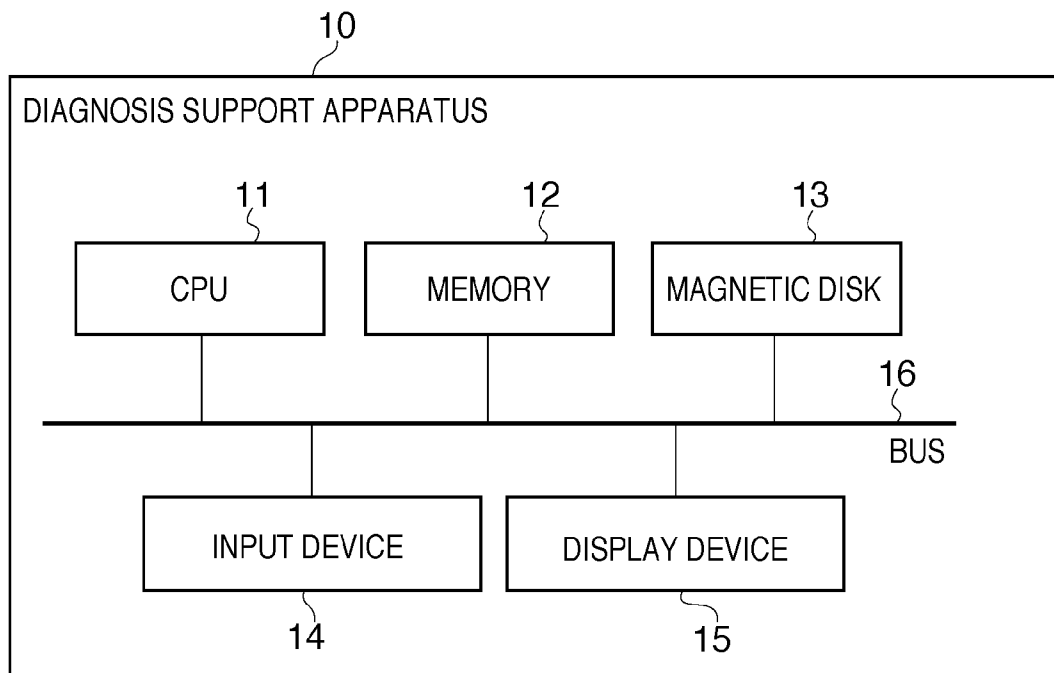 10
DIAGNOSIS SUPPORT APPARATUS
11
12
13
CPU
MEMORY
MAGNETIC DISK
16
BUS
INPUT DEVICE
DISPLAY DEVICE
14
15